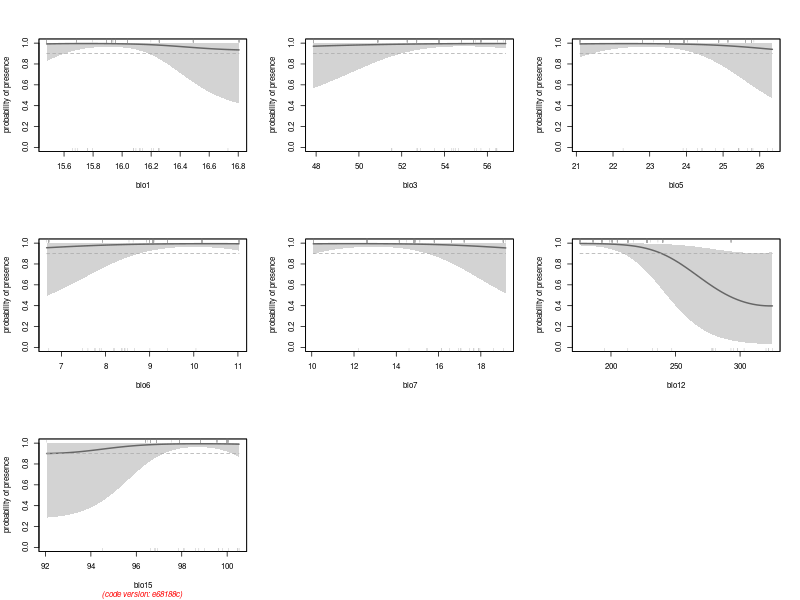 probability of presence
1.0
0.8
0.6
0.4
0.2
0.0
15.6 15.8 16.0 16.2 16.4 16.6 16.8
bio1
probability of presence
1.0
0.8
0.6
0.4
0.2
0.0
48 50 52 54 56
bio3
probability of presence
1.0
0.8
0.6
0.4
0.2
0.0
21 22 23 24 25 26
bio5
probability of presence
1.0
0.8
0.6
0.4
0.2
0.0
7 8 9 10 11
bio6
probability of presence
1.0
0.8
0.6
0.4
0.2
0.0
10 12 14 16 18
bio7
probability of presence
1.0
0.8
0.6
0.4
0.2
0.0
200 250 300
bio12
probability of presence
1.0
0.8
0.6
0.4
0.2
0.0
92 94 96 98 100
bio15
(code version: e68188c)